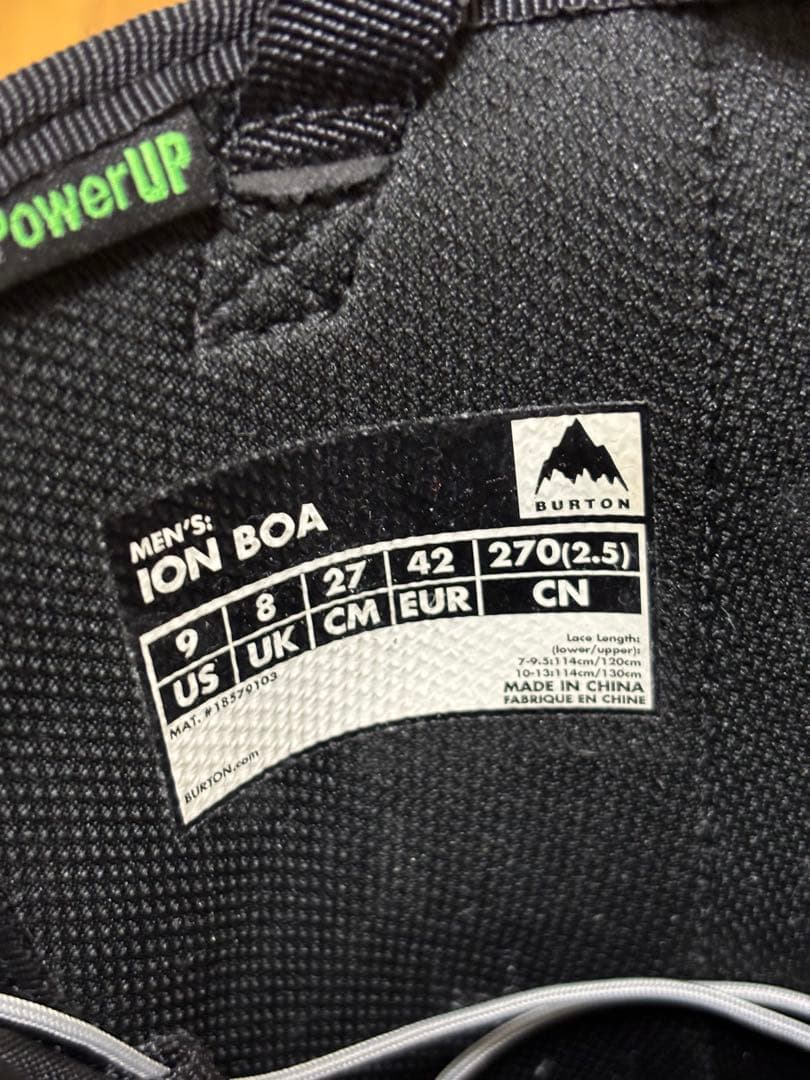 PowerUP
BURTON
MEN'S:
ION BOA
9 8 27 42 270(2.5)
US UK CM EUR CN
MAT. #18579103
BURTON.com
Lace Length:
(lower/upper):
7-9.5:114cm/120cm
10-13:114cm/130cm
MADE IN CHINA
FABRIQUE EN CHINE